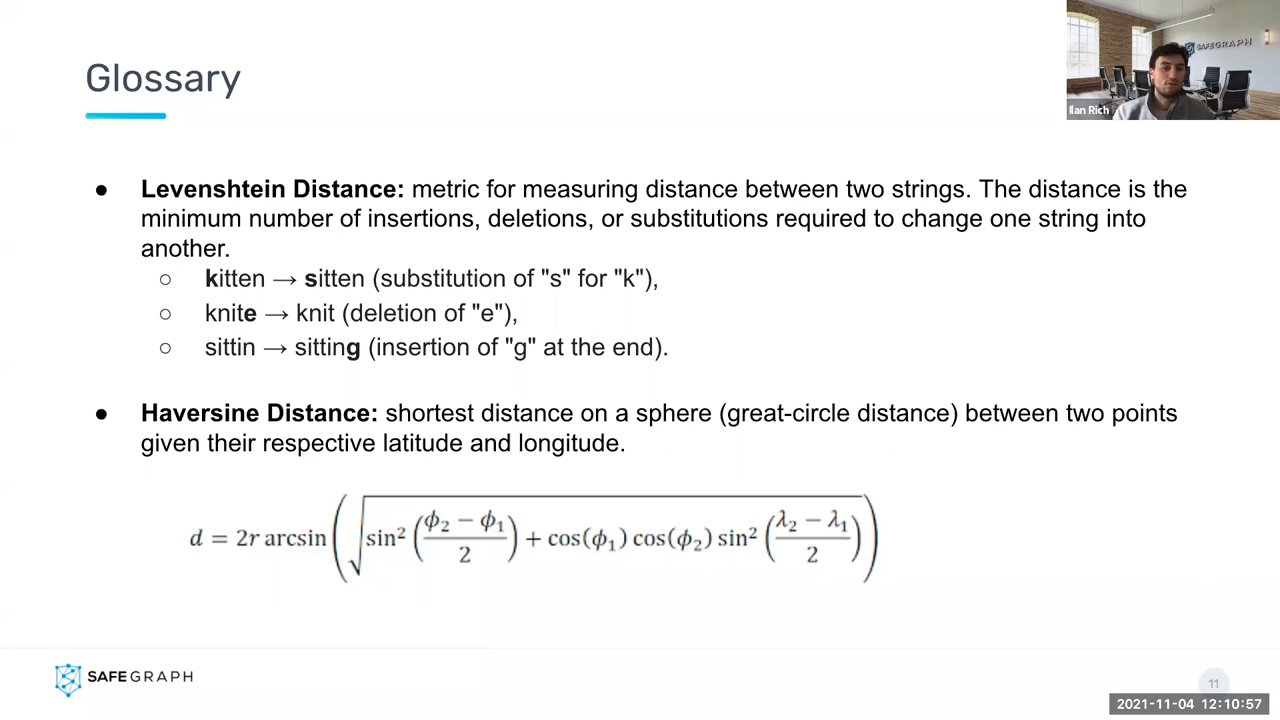 Glossary
SAFEGRAPH
Ilan Rich
● Levenshtein Distance: metric for measuring distance between two strings. The distance is the
minimum number of insertions, deletions, or substitutions required to change one string into
another.
○ kitten → sitten (substitution of "s" for "k"),
○ knite → knit (deletion of "e"),
○ sittin → sitting (insertion of "g" at the end).
● Haversine Distance: shortest distance on a sphere (great-circle distance) between two points
given their respective latitude and longitude.
d = 2r arcsin(√(sin²((ϕ₂ − ϕ₁)/2) + cos(ϕ₁) cos(ϕ₂) sin²((λ₂ − λ₁)/2)))
SAFEGRAPH
11
2021-11-04 12:10:57